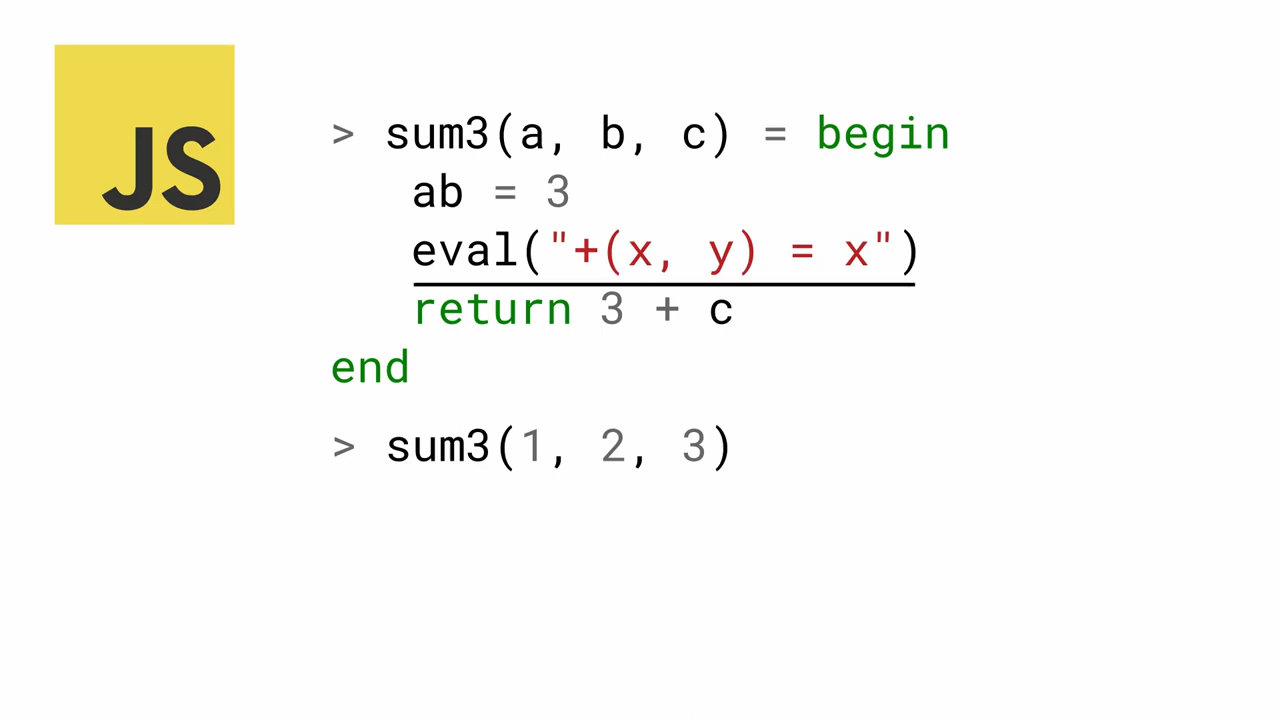 JS
> sum3(a, b, c) = begin
ab = 3
eval("+(x, y) = x")
return 3 + c
end
> sum3(1, 2, 3)